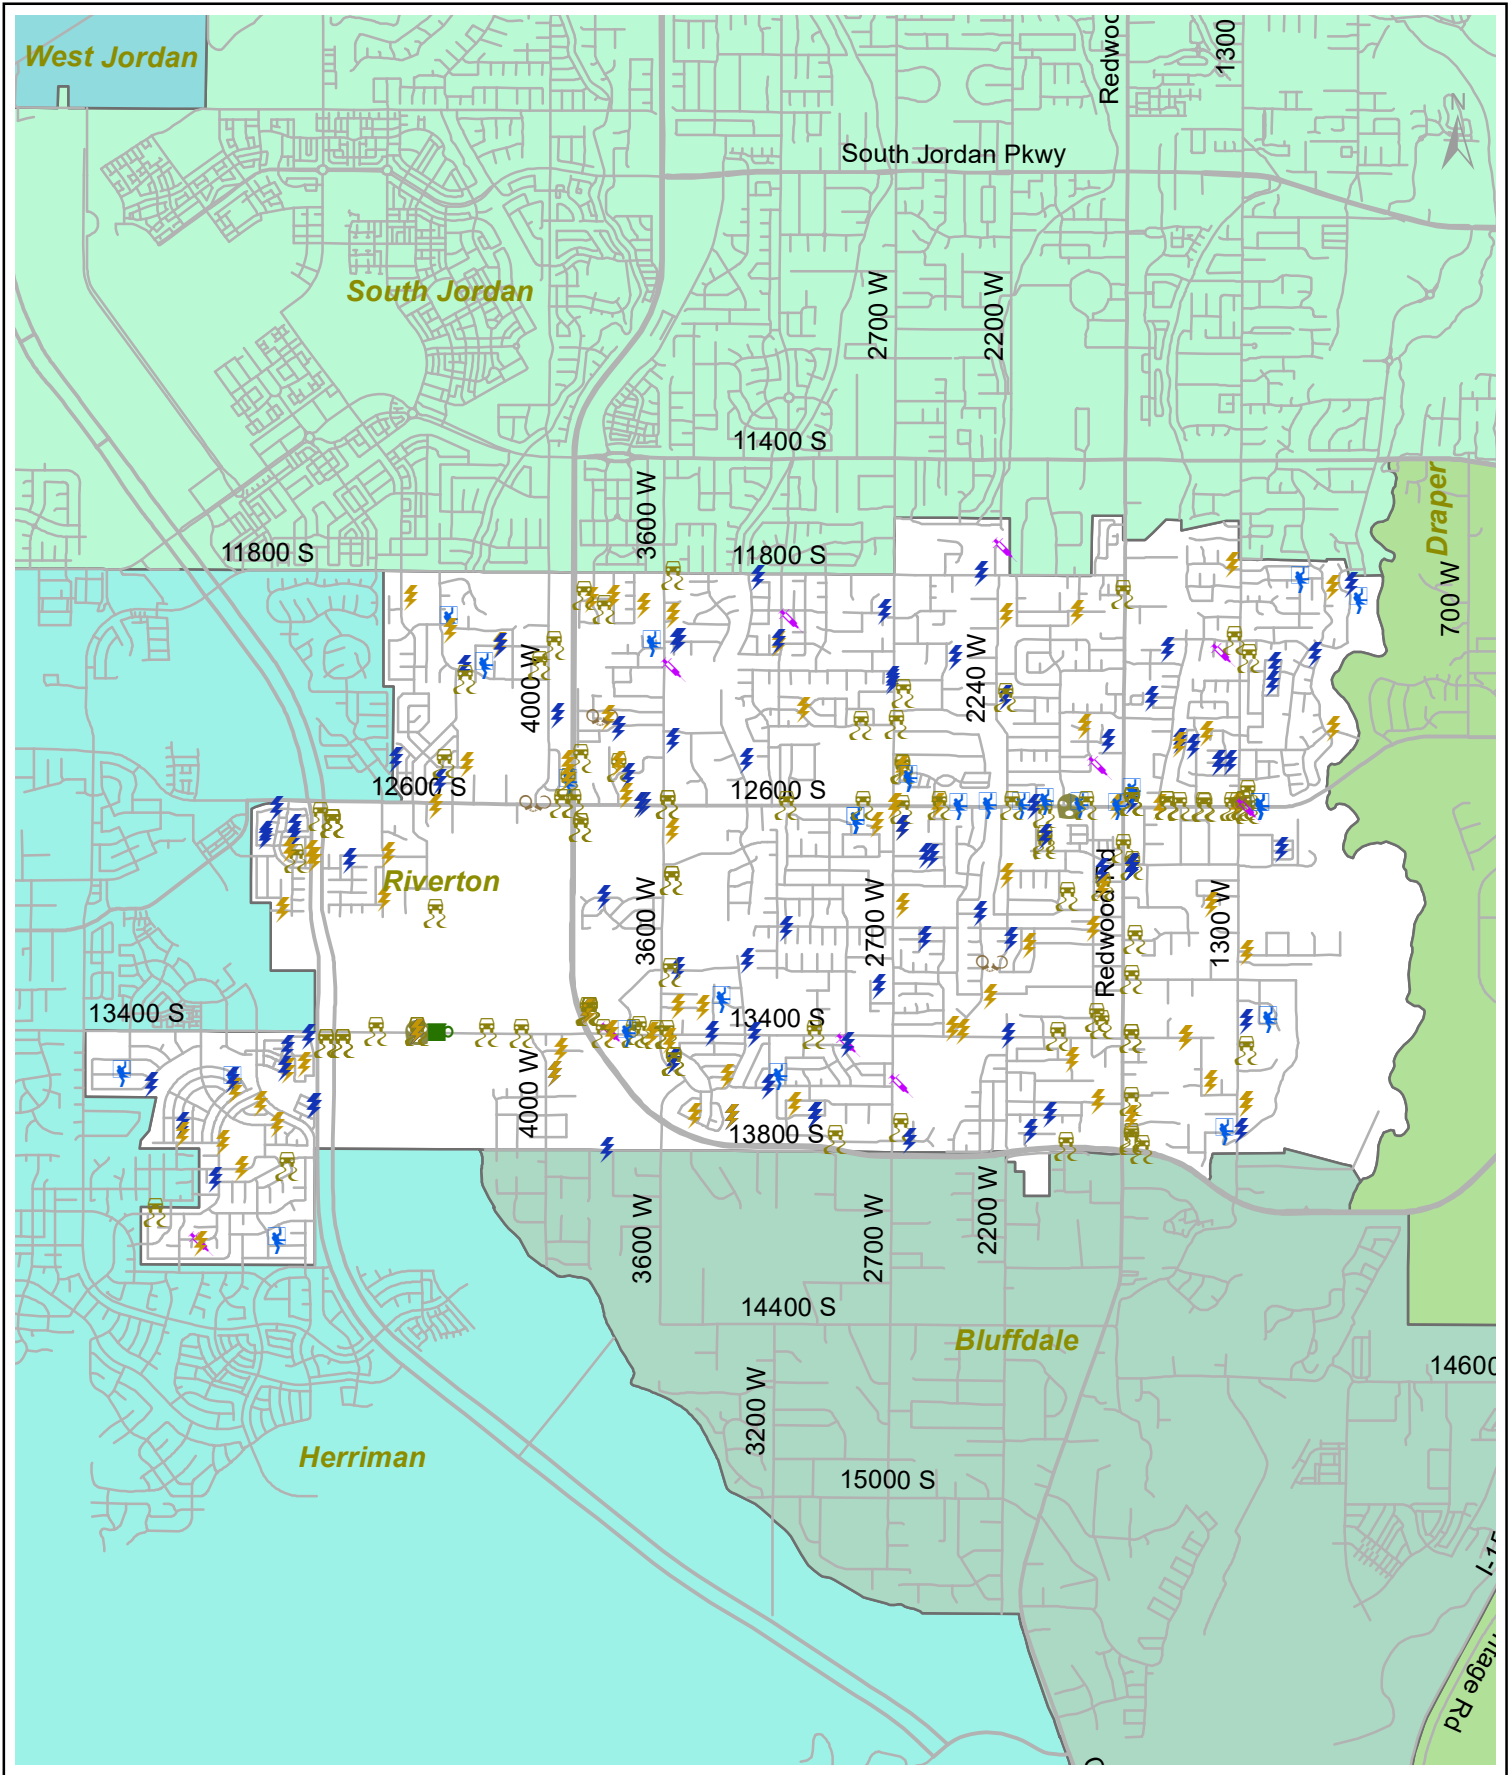 West Jordan
Redwoo
1300
N
South Jordan Pkwy
South Jordan
2700 W
2200 W
11400 S
3600 W
Draper
11800 S
11800 S
700 W
4000 W
2240 W
12600 S
12600 S
Riverton
Redwood Rd
3600 W
2700 W
1300 W
13400 S
13400 S
4000 W
13800 S
3600 W
2700 W
2200 W
14400 S
Bluffdale
14600
3200 W
Herriman
15000 S
I-15
ntage Rd